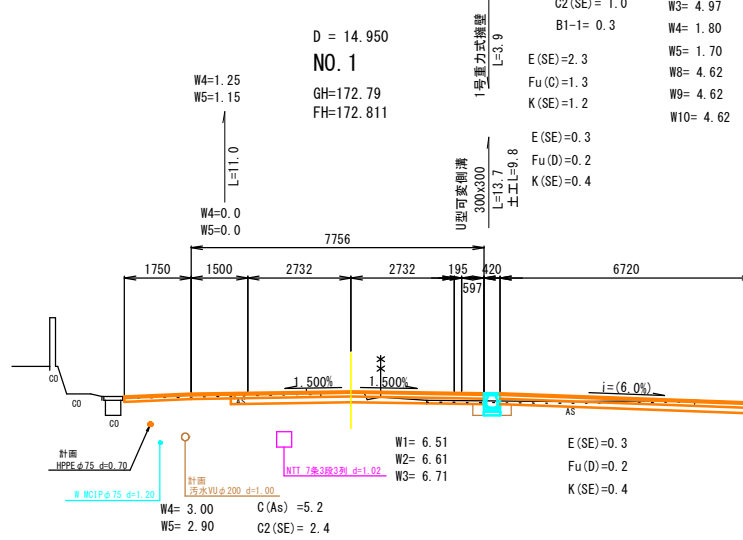 C2(SE)= 1.0
B1-1= 0.3
W3= 4.97
W4= 1.80
W5= 1.70
W8= 4.62
W9= 4.62
W10= 4.62
D = 14.950
NO.1
GH=172.79
FH=172.811
1号重力式擁壁
L=3.9
E(SE)=2.3
Fu(C)=1.3
K(SE)=1.2
W4=1.25
W5=1.15
L=11.0
W4=0.0
W5=0.0
U型可変側溝
300x300
L=13.7
土工L=9.8
E(SE)=0.3
Fu(D)=0.2
K(SE)=0.4
7756
1750
1500
2732
2732
195
420
597
6720
1.500%
1.500%
i=(6.0%)
CO
CO
CO
AS
AS
計画
HPPEφ75 d=0.70
W.MCIPφ75 d=1.20
計画
汚水VUφ200 d=1.00
NTT 7条3段3列 d=1.02
W1= 6.51
W2= 6.61
W3= 6.71
E(SE)=0.3
Fu(D)=0.2
K(SE)=0.4
W4= 3.00
W5= 2.90
C(As) =5.2
C2(SE)= 2.4